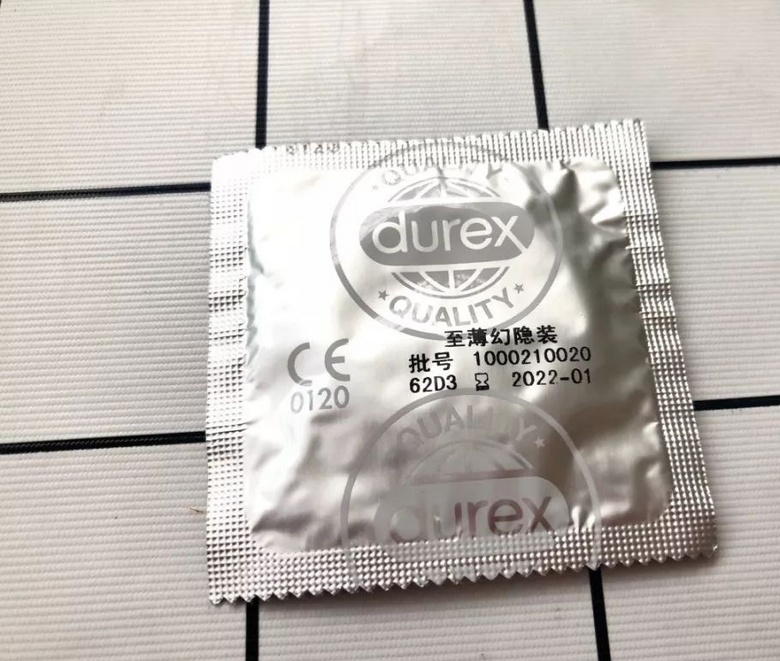 QUALITY
durex
QUALITY
至薄幻隐装
批号 1000210020
62D3 2022-01
CE
0120
QUALITY
durex